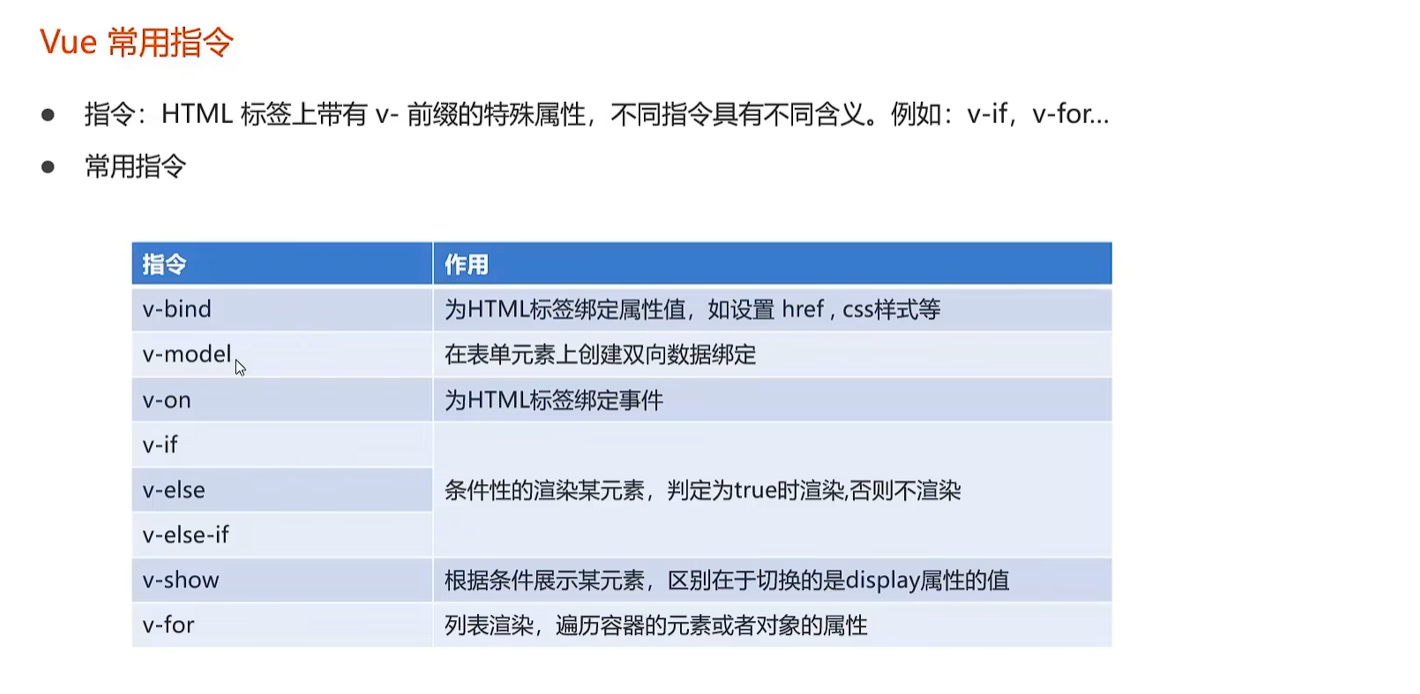 Vue 常用指令
● 指令：HTML 标签上带有 v- 前缀的特殊属性，不同指令具有不同含义。例如：v-if，v-for…
● 常用指令
指令 作用
v-bind 为HTML标签绑定属性值，如设置 href , css样式等
v-model 在表单元素上创建双向数据绑定
v-on 为HTML标签绑定事件
v-if
v-else 条件性的渲染某元素，判定为true时渲染,否则不渲染
v-else-if
v-show 根据条件展示某元素，区别在于切换的是display属性的值
v-for 列表渲染，遍历容器的元素或者对象的属性